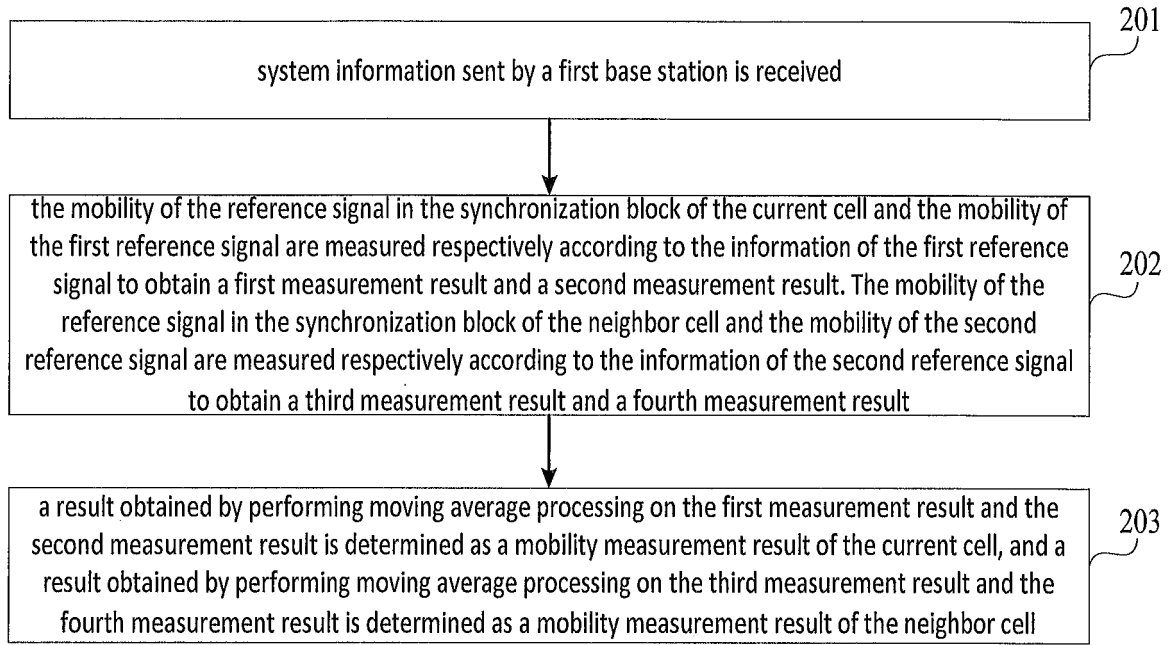 201
system information sent by a first base station is received
the mobility of the reference signal in the synchronization block of the current cell and the mobility of
the first reference signal are measured respectively according to the information of the first reference
signal to obtain a first measurement result and a second measurement result. The mobility of the
reference signal in the synchronization block of the neighbor cell and the mobility of the second
reference signal are measured respectively according to the information of the second reference signal
to obtain a third measurement result and a fourth measurement result
202
a result obtained by performing moving average processing on the first measurement result and the
second measurement result is determined as a mobility measurement result of the current cell, and a
result obtained by performing moving average processing on the third measurement result and the
fourth measurement result is determined as a mobility measurement result of the neighbor cell
203